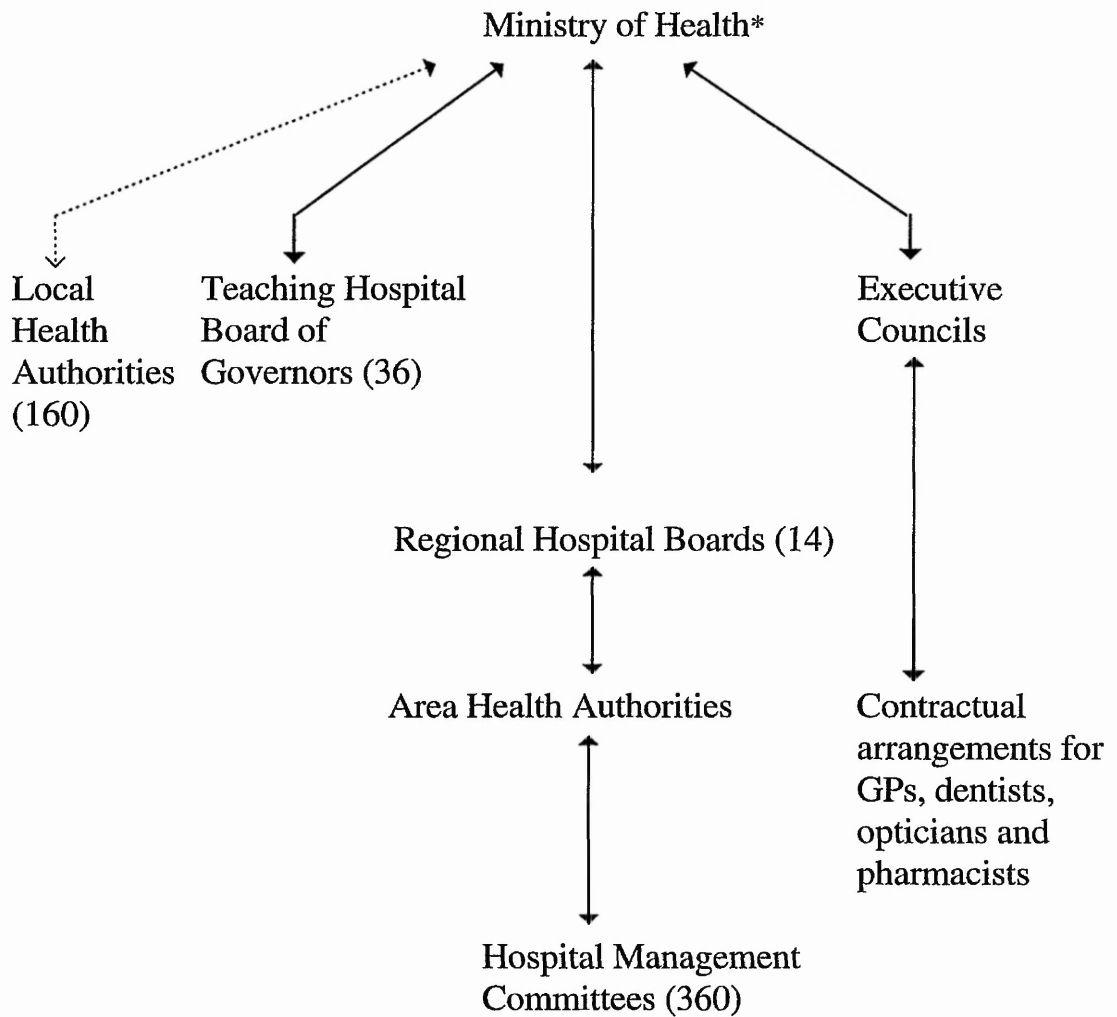 Ministry of Health*
Local
Health
Authorities
(160)
Teaching Hospital
Board of
Governors (36)
Executive
Councils
Regional Hospital Boards (14)
Area Health Authorities
Contractual
arrangements for
GPs, dentists,
opticians and
pharmacists
Hospital Management
Committees (360)